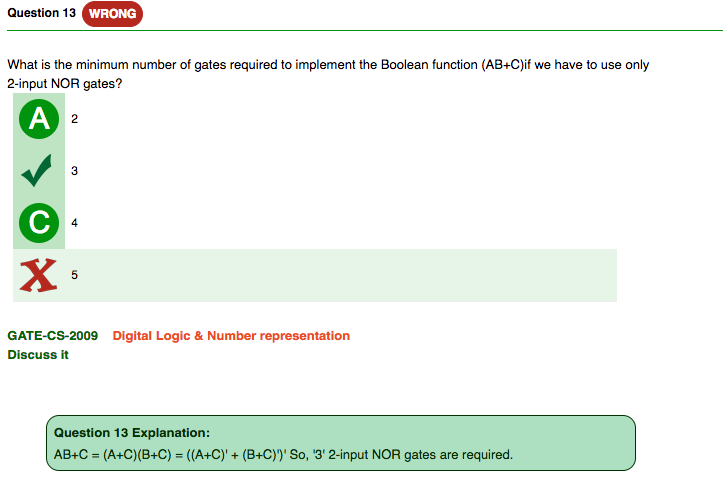 Question 13 WRONG
What is the minimum number of gates required to implement the Boolean function (AB+C)if we have to use only
2-input NOR gates?
A 2
3
C 4
X 5
GATE-CS-2009 Digital Logic & Number representation
Discuss it
Question 13 Explanation:
AB+C = (A+C)(B+C) = ((A+C)' + (B+C)')' So, '3' 2-input NOR gates are required.